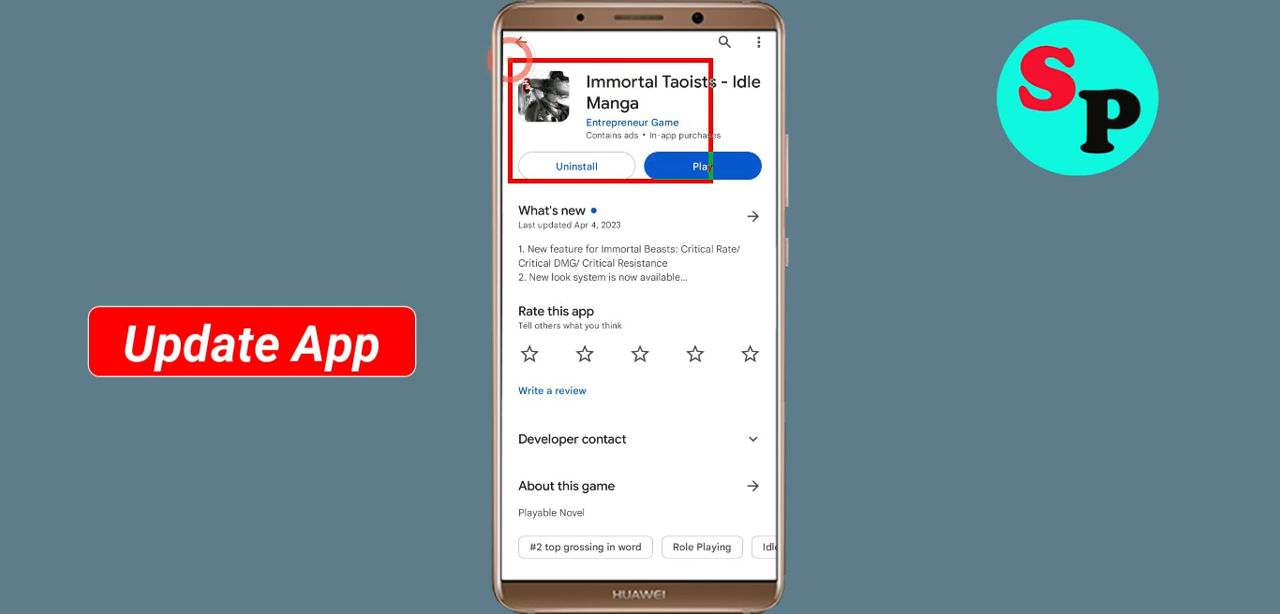 Immortal Taoists - Idle
Manga
Entrepreneur Game
Contains ads • In-app purchases
Uninstall
Play
What's new
Last updated Apr 4, 2023
1. New feature for Immortal Beasts: Critical Rate/
Critical DMG/ Critical Resistance
2. New look system is now available...
Rate this app
Tell others what you think
Write a review
Developer contact
About this game
Playable Novel
#2 top grossing in word
Role Playing
Idle
HUAWEI
Update App
SP